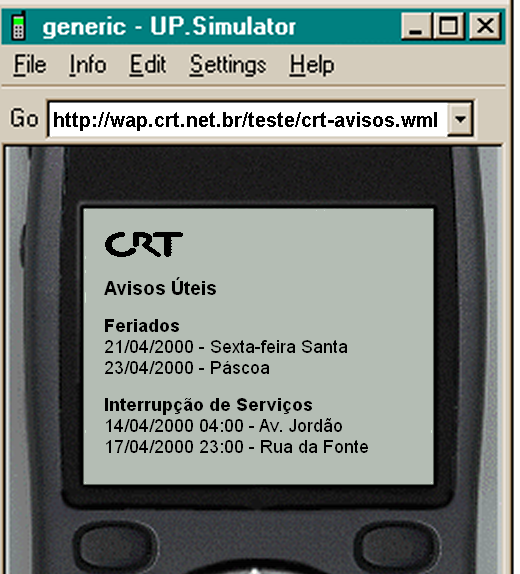 generic - UP.Simulator
File Info Edit Settings Help
Go http://wap.crt.net.br/teste/crt-avisos.wml
CRT
Avisos Úteis
Feriados
21/04/2000 - Sexta-feira Santa
23/04/2000 - Páscoa
Interrupção de Serviços
14/04/2000 04:00 - Av. Jordão
17/04/2000 23:00 - Rua da Fonte